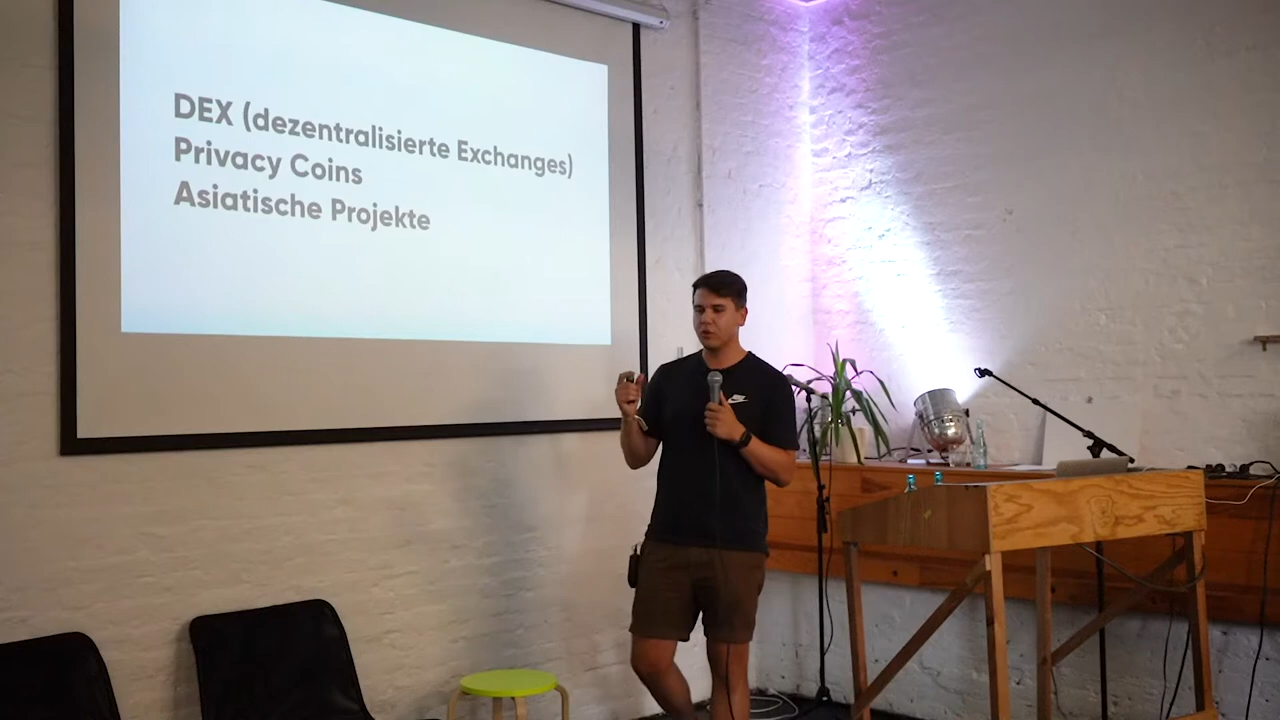 DEX (dezentralisierte Exchanges)
Privacy Coins
Asiatische Projekte